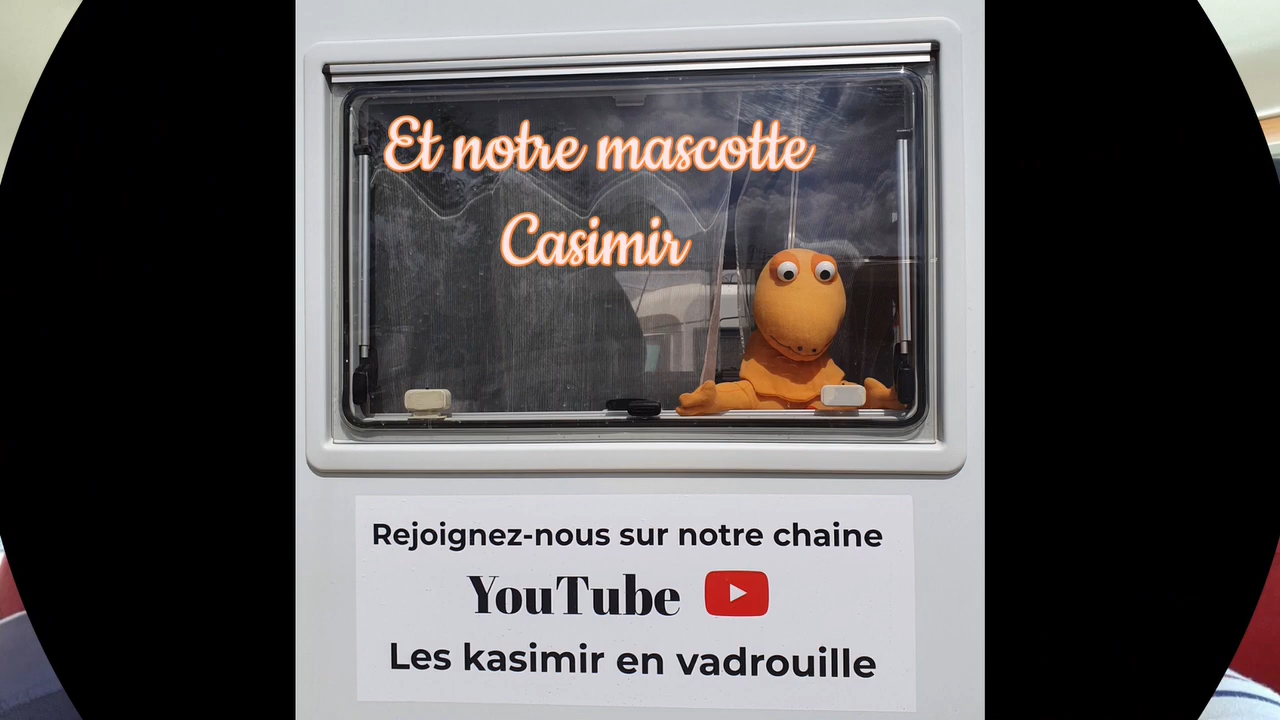 Et notre mascotte
Casimir
Rejoignez-nous sur notre chaine
YouTube
Les kasimir en vadrouille